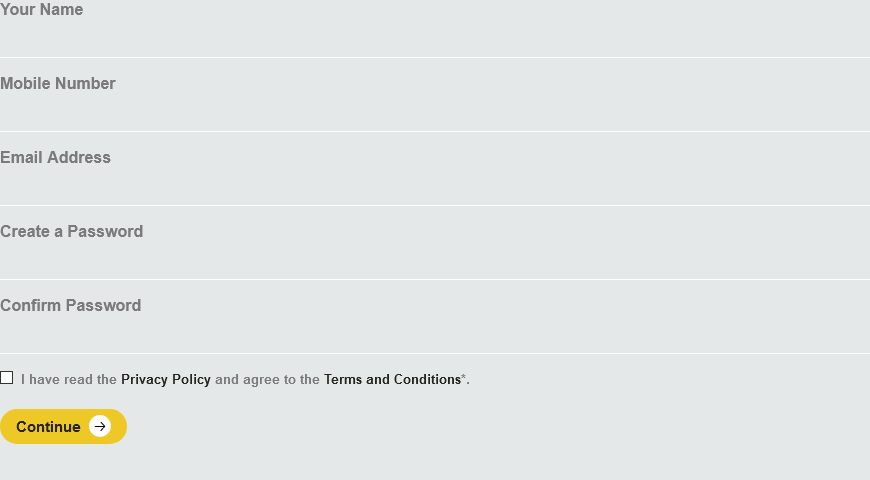 Your Name
Mobile Number
Email Address
Create a Password
Confirm Password
I have read the Privacy Policy and agree to the Terms and Conditions*.
Continue